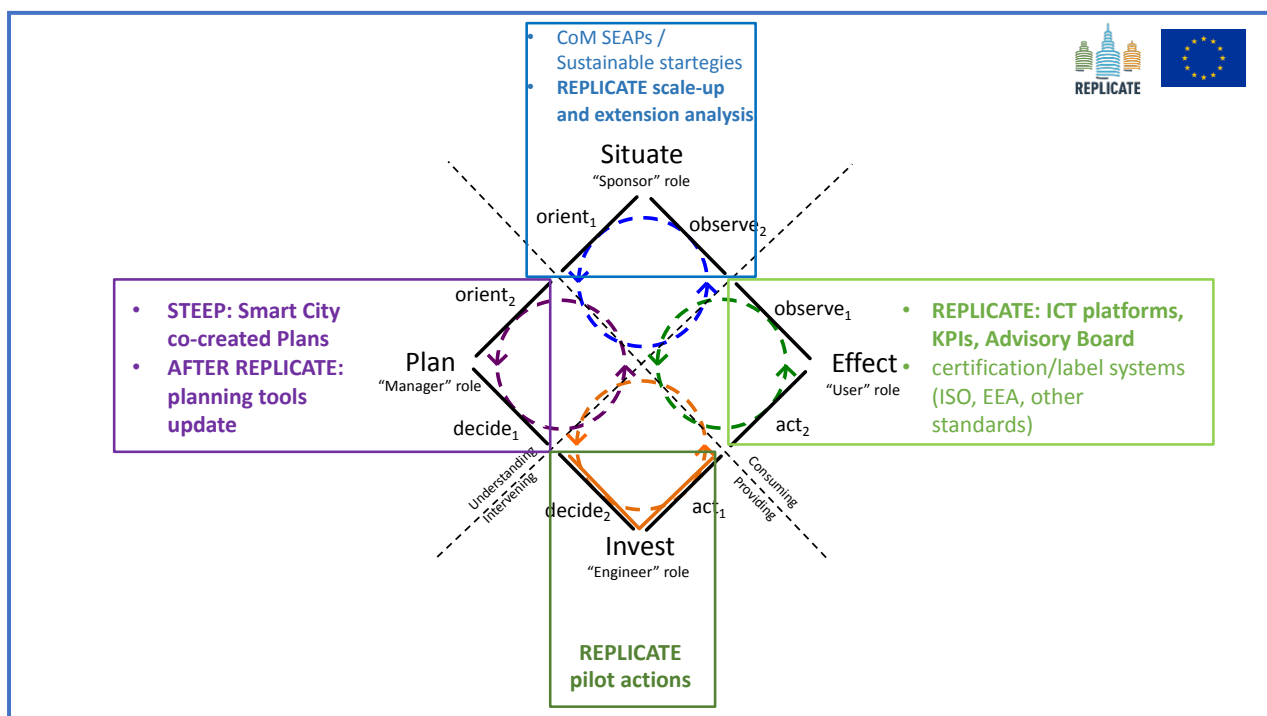 • CoM SEAPs /
Sustainable startegies
• REPLICATE scale-up
and extension analysis
REPLICATE
Situate
“Sponsor” role
orient1
observe2
orient2
observe1
• STEEP: Smart City
co-created Plans
• AFTER REPLICATE:
planning tools
update
Plan
“Manager” role
Effect
“User” role
• REPLICATE: ICT platforms,
KPIs, Advisory Board
• certification/label systems
(ISO, EEA, other
standards)
decide1
act2
Understanding
Intervening
Consuming
Providing
decide2
act1
Invest
“Engineer” role
REPLICATE
pilot actions